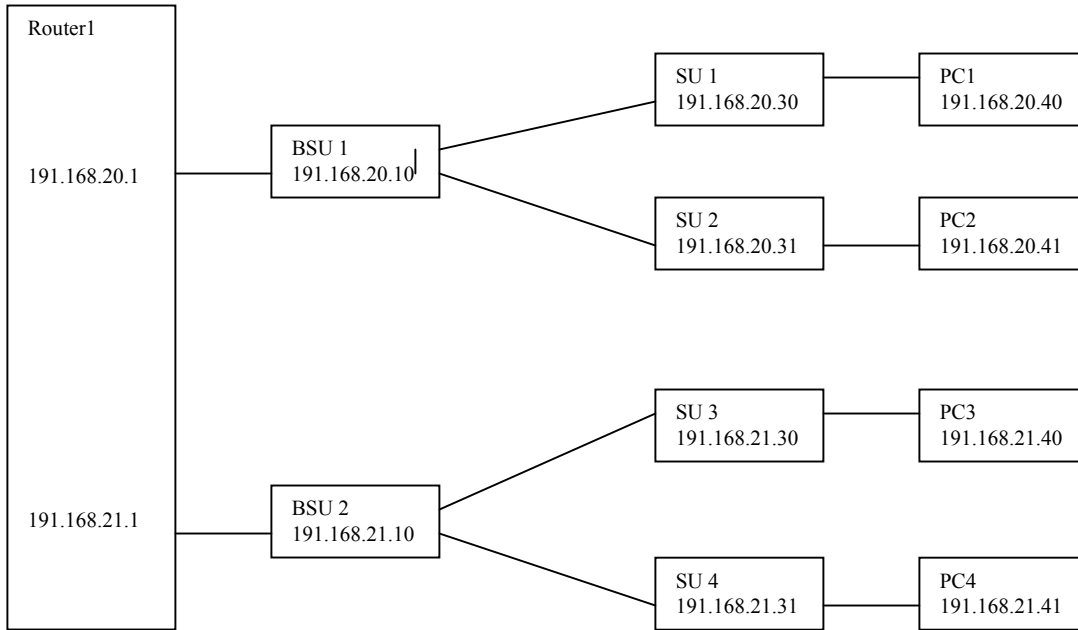 Router1
191.168.20.1
191.168.21.1
BSU 1
191.168.20.10
SU 1
191.168.20.30
PC1
191.168.20.40
SU 2
191.168.20.31
PC2
191.168.20.41
BSU 2
191.168.21.10
SU 3
191.168.21.30
PC3
191.168.21.40
SU 4
191.168.21.31
PC4
191.168.21.41